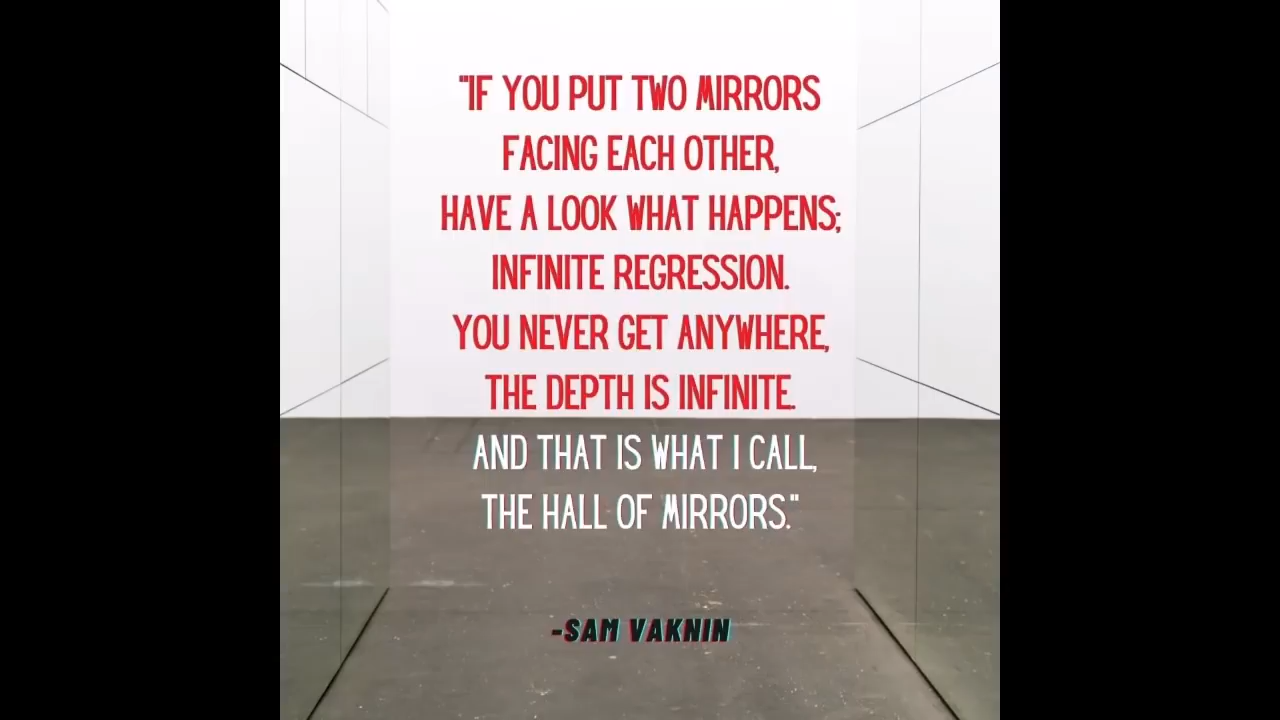 "IF YOU PUT TWO MIRRORS
FACING EACH OTHER,
HAVE A LOOK WHAT HAPPENS;
INFINITE REGRESSION.
YOU NEVER GET ANYWHERE,
THE DEPTH IS INFINITE.
AND THAT IS WHAT I CALL,
THE HALL OF MIRRORS."
-SAM VAKNIN